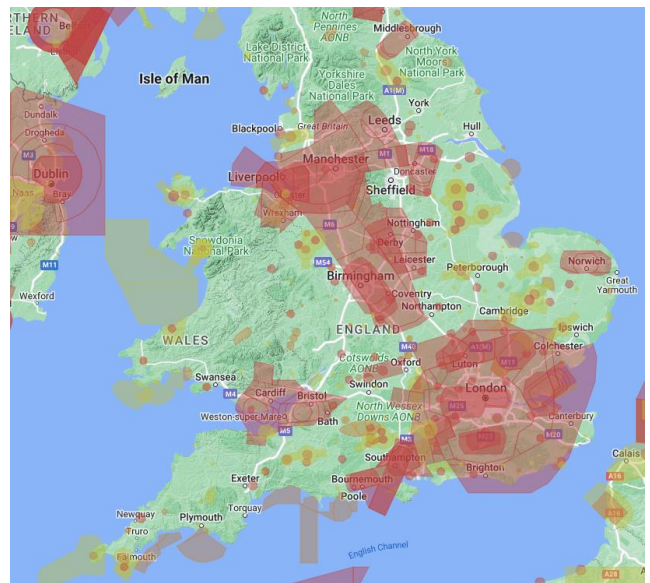 THERN
ELAND
North
Pennines
AONB
Middlesbrough
Lake District
National Park
North York
Moors
National Park
Isle of Man
Yorkshire
Dales
National Park
A1(M)
Dundalk
York
Blackpool
Great Britain
Leeds
Hull
Drogheda
M3
M1
M18
Manchester
Dublin
Liverpool
Doncaster
Naas
Bray
Chester
Sheffield
Wrexham
M6
Snowdonia
National Park
Nottingham
Derby
M11
M54
Leicester
Norwich
Peterborough
Great
Yarmouth
Birmingham
Wexford
Coventry
Northampton
Cambridge
WALES
ENGLAND
Ipswich
M40
A1(M)
Colchester
Cotswolds
AONB
Oxford
Luton
M11
Swansea
M4
Cardiff
Swindon
London
Bristol
Weston-super-Mare
North Wessex
Downs AONB
M25
Bath
Canterbury
M5
M3
M23
M20
Southampton
Brighton
Calais
Exeter
Bournemouth
Poole
A16
Newquay
Torquay
Truro
Plymouth
A16
Falmouth
English Channel
A28